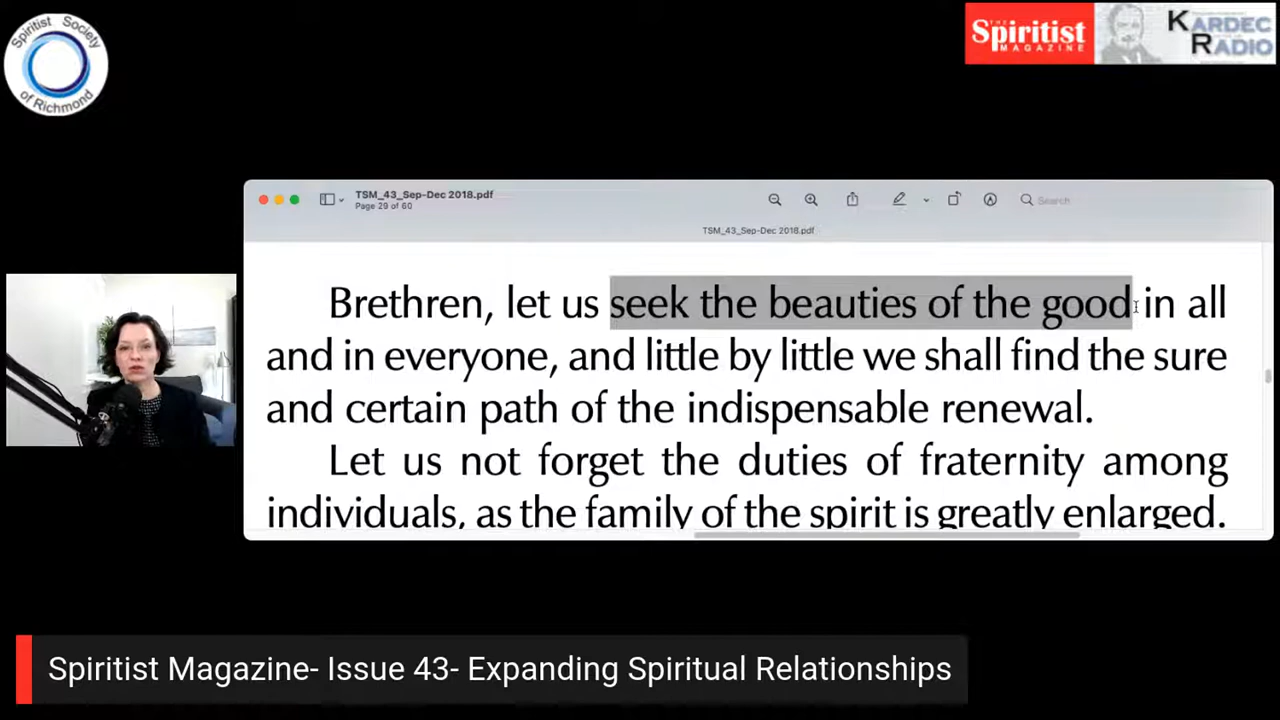 Spiritist Society
of Richmond
THE
Spiritist
MAGAZINE
KARDEC
RADIO
TSM_43_Sep-Dec 2018.pdf
Page 29 of 60
Search
TSM_43_Sep-Dec 2018.pdf
Brethren, let us seek the beauties of the good in all
and in everyone, and little by little we shall find the sure
and certain path of the indispensable renewal.
Let us not forget the duties of fraternity among
individuals, as the family of the spirit is greatly enlarged.
Spiritist Magazine- Issue 43- Expanding Spiritual Relationships